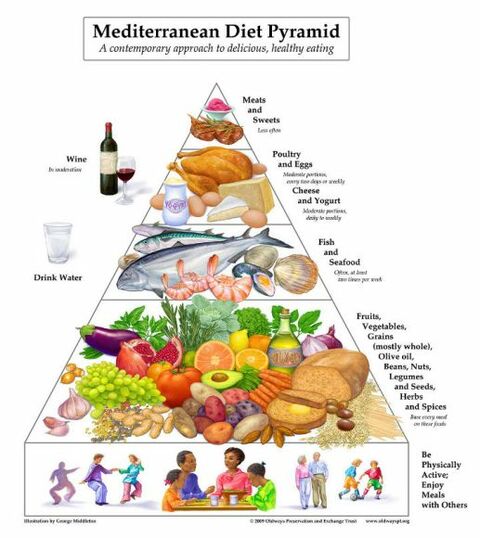 Mediterranean Diet Pyramid
A contemporary approach to delicious, healthy eating
Meats
and
Sweets
Less often
Wine
In moderation
Poultry
and Eggs
Moderate portions,
every two days or weekly
Cheese
and Yogurt
Moderate portions,
daily to weekly
Yogurt
Fish
and
Seafood
Often, at least
two times per week
Drink Water
Fruits,
Vegetables,
Grains
(mostly whole),
Olive oil,
Beans, Nuts,
Legumes
and Seeds,
Herbs
and Spices
Base every meal
on these foods
Be
Physically
Active;
Enjoy
Meals
with Others
Illustration by George Middleton
© 2009 Oldways Preservation and Exchange Trust
www.oldwayspt.org